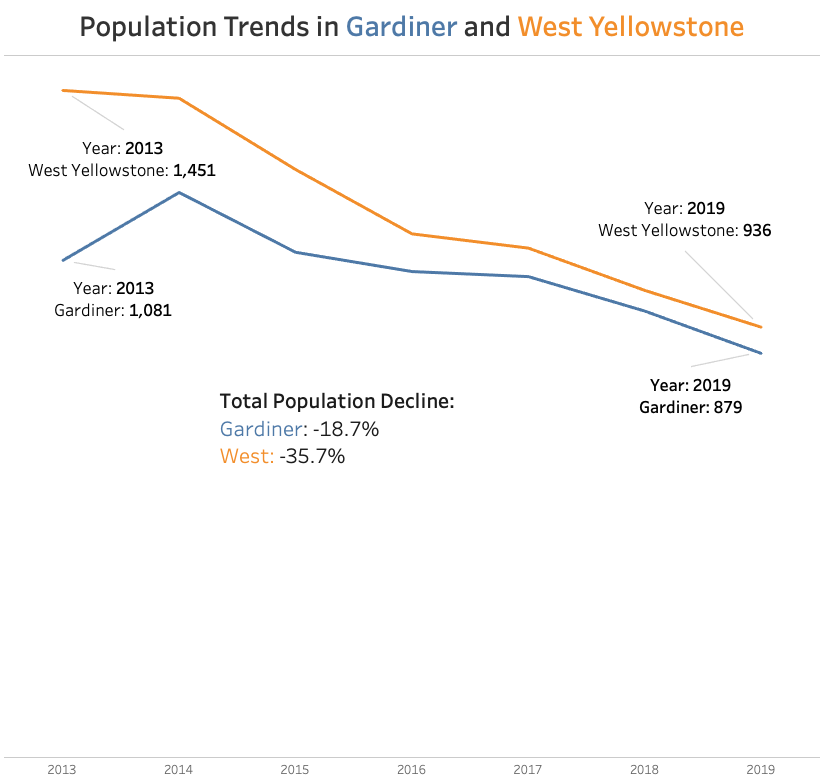 Population Trends in Gardiner and West Yellowstone
Year: 2013
West Yellowstone: 1,451
Year: 2019
West Yellowstone: 936
Year: 2013
Gardiner: 1,081
Year: 2019
Gardiner: 879
Total Population Decline:
Gardiner: -18.7%
West: -35.7%
2013 2014 2015 2016 2017 2018 2019